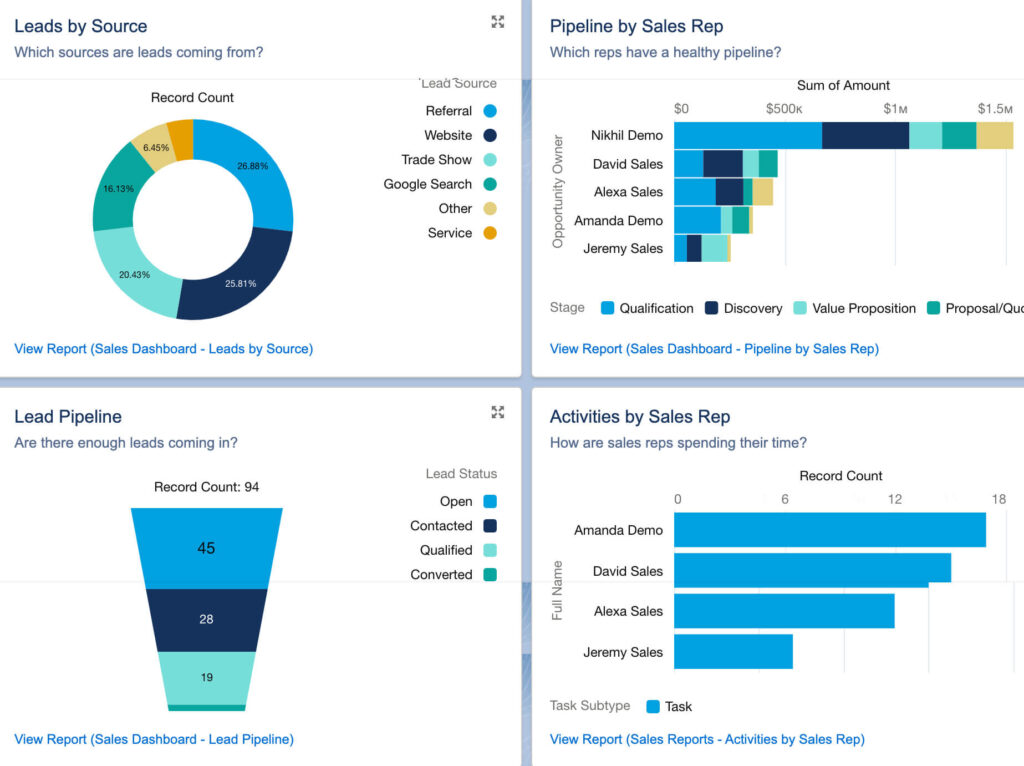 Leads by Source
Which sources are leads coming from?
Record Count
Lead Source
Referral
Website
Trade Show
Google Search
Other
Service
26.88%
25.81%
20.43%
16.13%
6.45%
View Report (Sales Dashboard - Leads by Source)
Pipeline by Sales Rep
Which reps have a healthy pipeline?
Sum of Amount
$0 $500K $1M $1.5M
Opportunity Owner
Nikhil Demo
David Sales
Alexa Sales
Amanda Demo
Jeremy Sales
Stage Qualification Discovery Value Proposition Proposal/Quo
View Report (Sales Dashboard - Pipeline by Sales Rep)
Lead Pipeline
Are there enough leads coming in?
Record Count: 94
Lead Status
Open
Contacted
Qualified
Converted
45
28
19
View Report (Sales Dashboard - Lead Pipeline)
Activities by Sales Rep
How are sales reps spending their time?
Record Count
0 6 12 18
Full Name
Amanda Demo
David Sales
Alexa Sales
Jeremy Sales
Task Subtype Task
View Report (Sales Reports - Activities by Sales Rep)